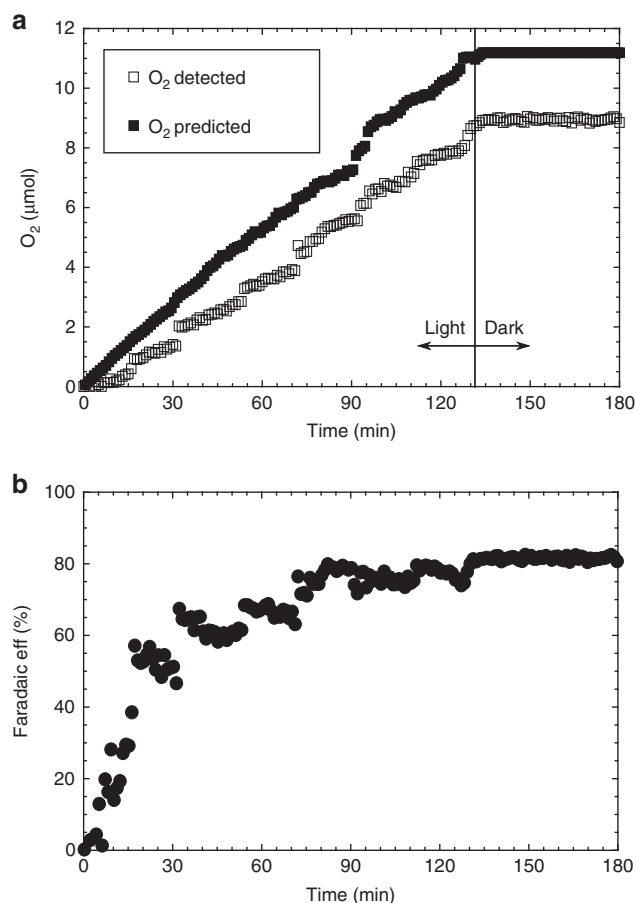 a
12
10
8
6
4
2
0
O2 (μmol)
O2 detected
O2 predicted
Light Dark
0 30 60 90 120 150 180
Time (min)
b
100
80
60
40
20
0
Faradaic eff (%)
0 30 60 90 120 150 180
Time (min)